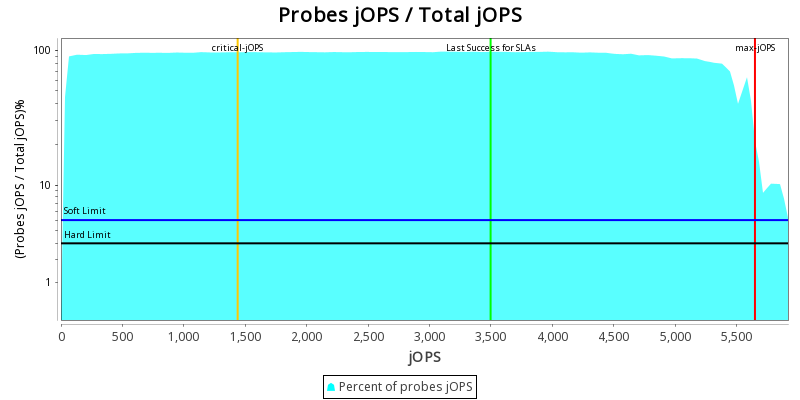 Probes jOPS / Total jOPS
(Probes jOPS / Total jOPS)%
100
10
1
critical-jOPS
Last Success for SLAs
max-jOPS
Soft Limit
Hard Limit
0
500
1,000
1,500
2,000
2,500
3,000
3,500
4,000
4,500
5,000
5,500
jOPS
Percent of probes jOPS